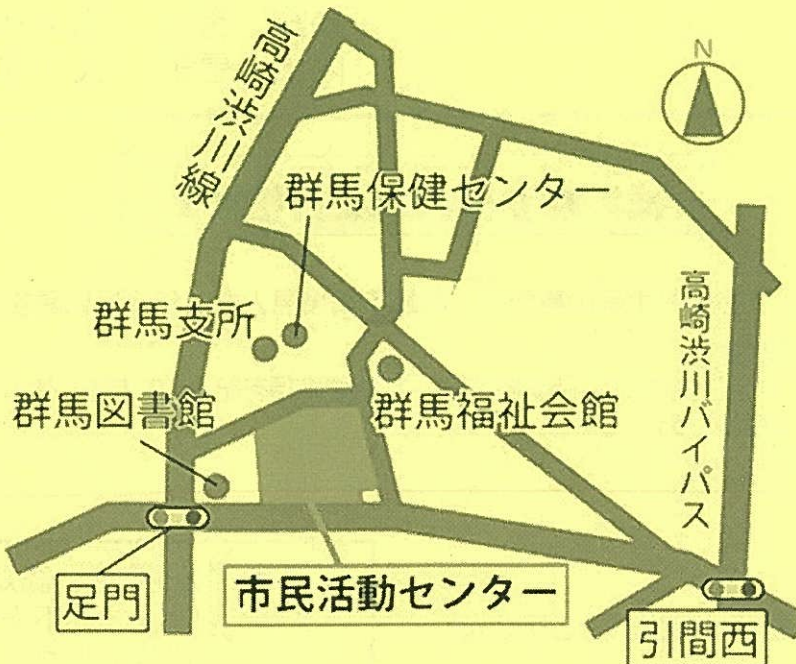 高崎渋川線
N
群馬保健センター
群馬支所
高崎渋川バイパス
群馬図書館
群馬福祉会館
足門
市民活動センター
引間西